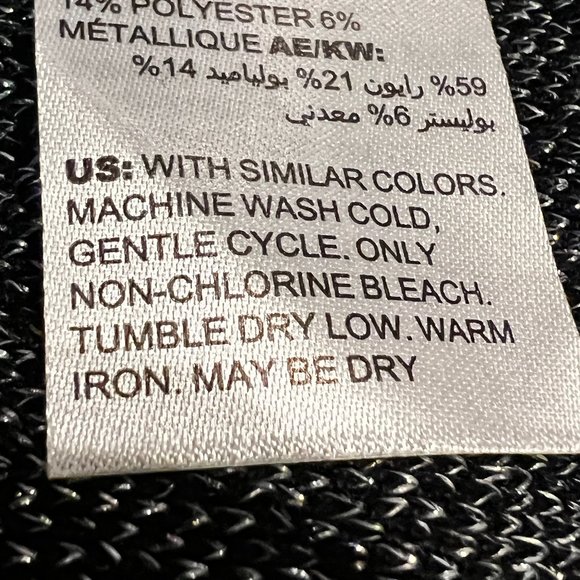 14% POLYESTER 6%
MÉTALLIQUE AE/KW:
59% رايون 21% بولياميد 14%
بوليستر 6% معدني
US: WITH SIMILAR COLORS.
MACHINE WASH COLD,
GENTLE CYCLE. ONLY
NON-CHLORINE BLEACH.
TUMBLE DRY LOW. WARM
IRON. MAY BE DRY